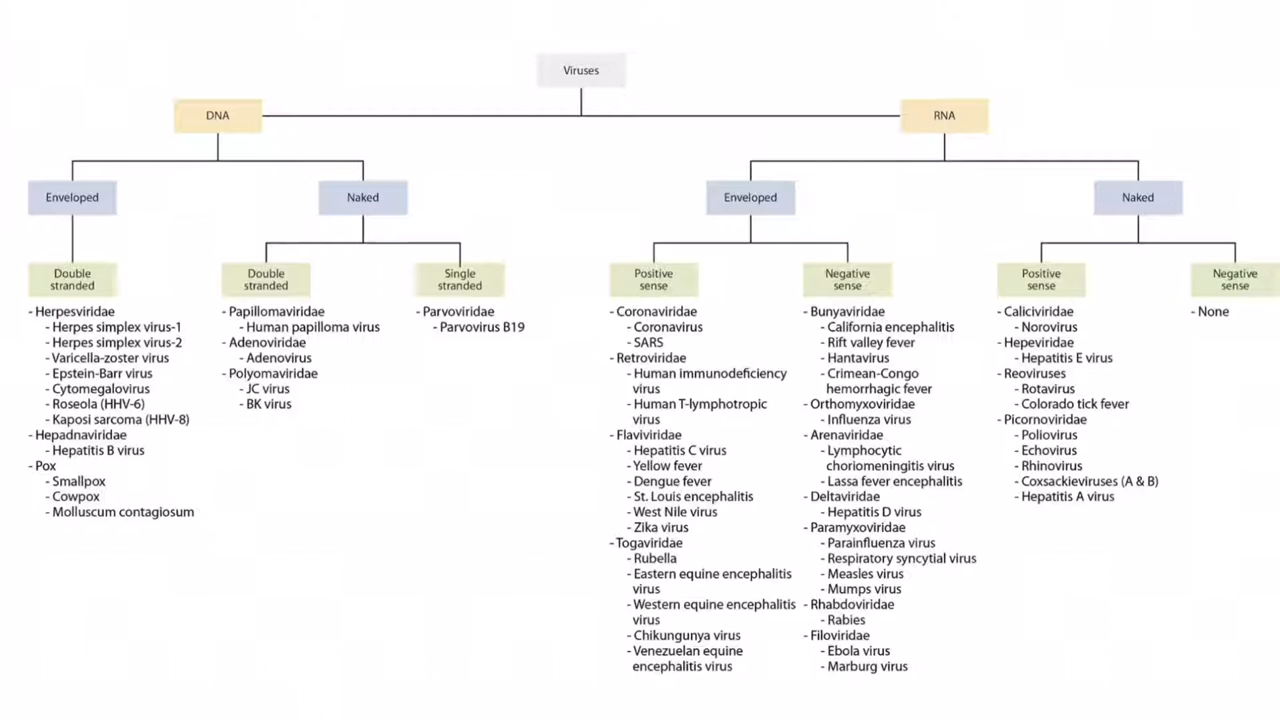 Viruses
DNA
RNA
Enveloped
Naked
Enveloped
Naked
Double
stranded
Double
stranded
Single
stranded
Positive
sense
Negative
sense
Positive
sense
Negative
sense
- Herpesviridae
- Herpes simplex virus-1
- Herpes simplex virus-2
- Varicella-zoster virus
- Epstein-Barr virus
- Cytomegalovirus
- Roseola (HHV-6)
- Kaposi sarcoma (HHV-8)
- Hepadnaviridae
- Hepatitis B virus
- Pox
- Smallpox
- Cowpox
- Molluscum contagiosum
- Papillomaviridae
- Human papilloma virus
- Adenoviridae
- Adenovirus
- Polyomaviridae
- JC virus
- BK virus
- Parvoviridae
- Parvovirus B19
- Coronaviridae
- Coronavirus
- SARS
- Retroviridae
- Human immunodeficiency
virus
- Human T-lymphotropic
virus
- Flaviviridae
- Hepatitis C virus
- Yellow fever
- Dengue fever
- St. Louis encephalitis
- West Nile virus
- Zika virus
- Togaviridae
- Rubella
- Eastern equine encephalitis
virus
- Western equine encephalitis
virus
- Chikungunya virus
- Venezuelan equine
encephalitis virus
- Bunyaviridae
- California encephalitis
- Rift valley fever
- Hantavirus
- Crimean-Congo
hemorrhagic fever
- Orthomyxoviridae
- Influenza virus
- Arenaviridae
- Lymphocytic
choriomeningitis virus
- Lassa fever encephalitis
- Deltaviridae
- Hepatitis D virus
- Paramyxoviridae
- Parainfluenza virus
- Respiratory syncytial virus
- Measles virus
- Mumps virus
- Rhabdoviridae
- Rabies
- Filoviridae
- Ebola virus
- Marburg virus
- Caliciviridae
- Norovirus
- Hepeviridae
- Hepatitis E virus
- Reoviruses
- Rotavirus
- Colorado tick fever
- Picornoviridae
- Poliovirus
- Echovirus
- Rhinovirus
- Coxsackieviruses (A & B)
- Hepatitis A virus
- None